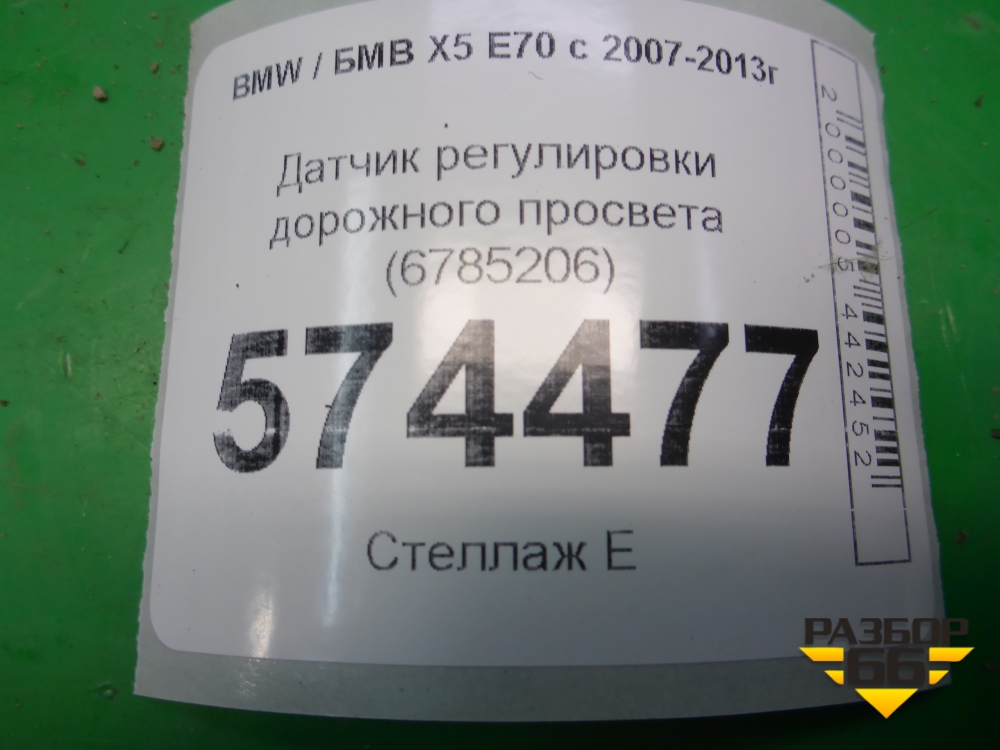 BMW / БМВ X5 E70 с 2007-2013г
Датчик регулировки
дорожного просвета
(6785206)
574477
Стеллаж Е
2000005442452
РАЗБОР
66